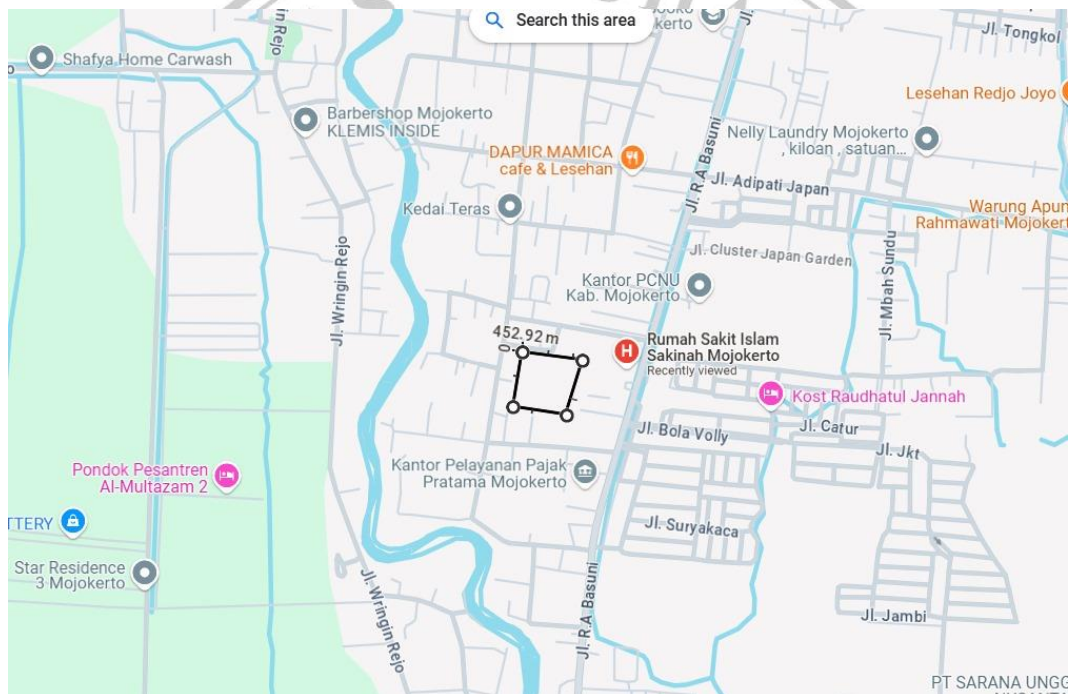 Search this area
kerto
Jl. Tongkol
Shafya Home Carwash
Rejo
Lesehan Redjo Joyo
Barbershop Mojokerto
KLEMIS INSIDE
Nelly Laundry Mojokerto
, kiloan , satuan...
DAPUR MAMICA
cafe & Lesehan
Jl. R.A Basuni
Jl. Adipati Japan
Kedai Teras
Warung Apun
Rahmawati Mojokert
Jl. Wringin Rejo
Jl. Cluster Japan Garden
Jl. Mbah Sundu
Kantor PCNU
Kab. Mojokerto
452.92 m
0
H
Rumah Sakit Islam
Sakinah Mojokerto
Recently viewed
Kost Raudhatul Jannah
Jl. Bola Volly
Jl. Catur
Jl. Jkt
Pondok Pesantren
Al-Multazam 2
Kantor Pelayanan Pajak
Pratama Mojokerto
TTERY
Jl. Suryakaca
Star Residence
3 Mojokerto
Jl. Wringin Rejo
Jl. R.A Basuni
Jl. Jambi
PT SARANA UNGG